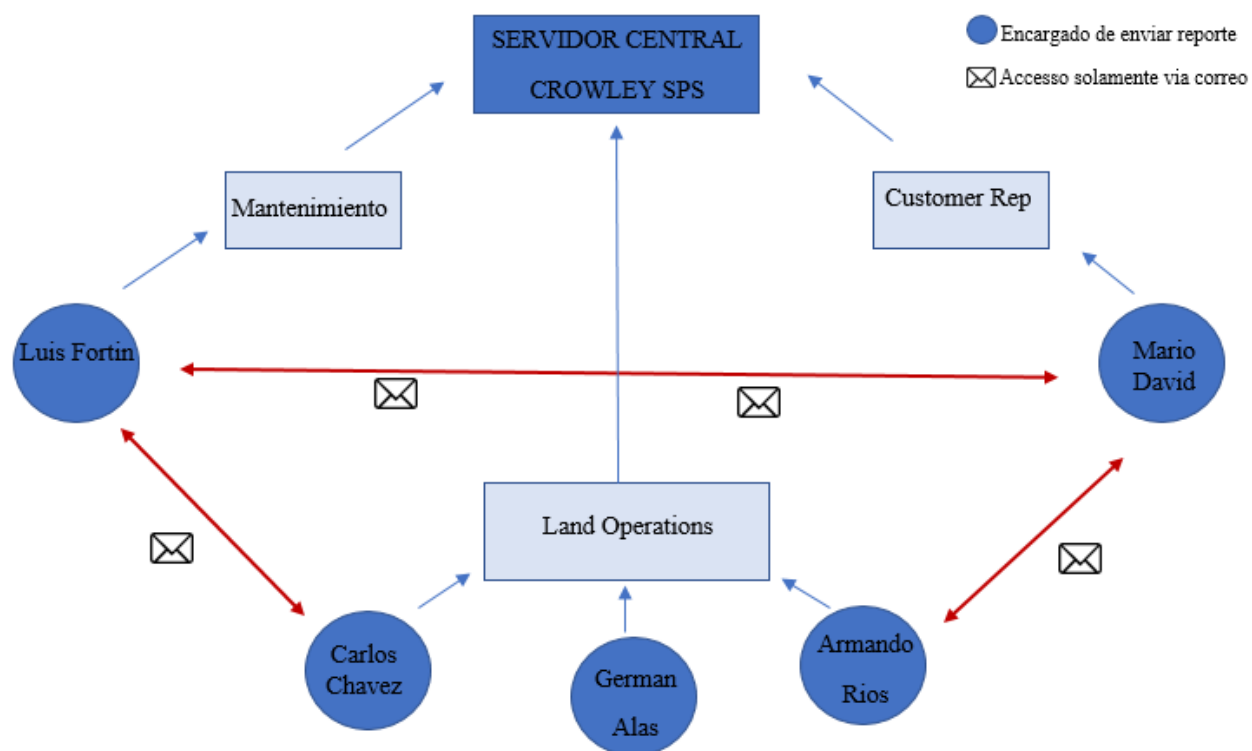 SERVIDOR CENTRAL
CROWLEY SPS
Encargado de enviar reporte
Accesso solamente via correo
Mantenimiento
Customer Rep
Luis Fortin
Mario
David
Land Operations
Carlos
Chavez
German
Alas
Armando
Rios